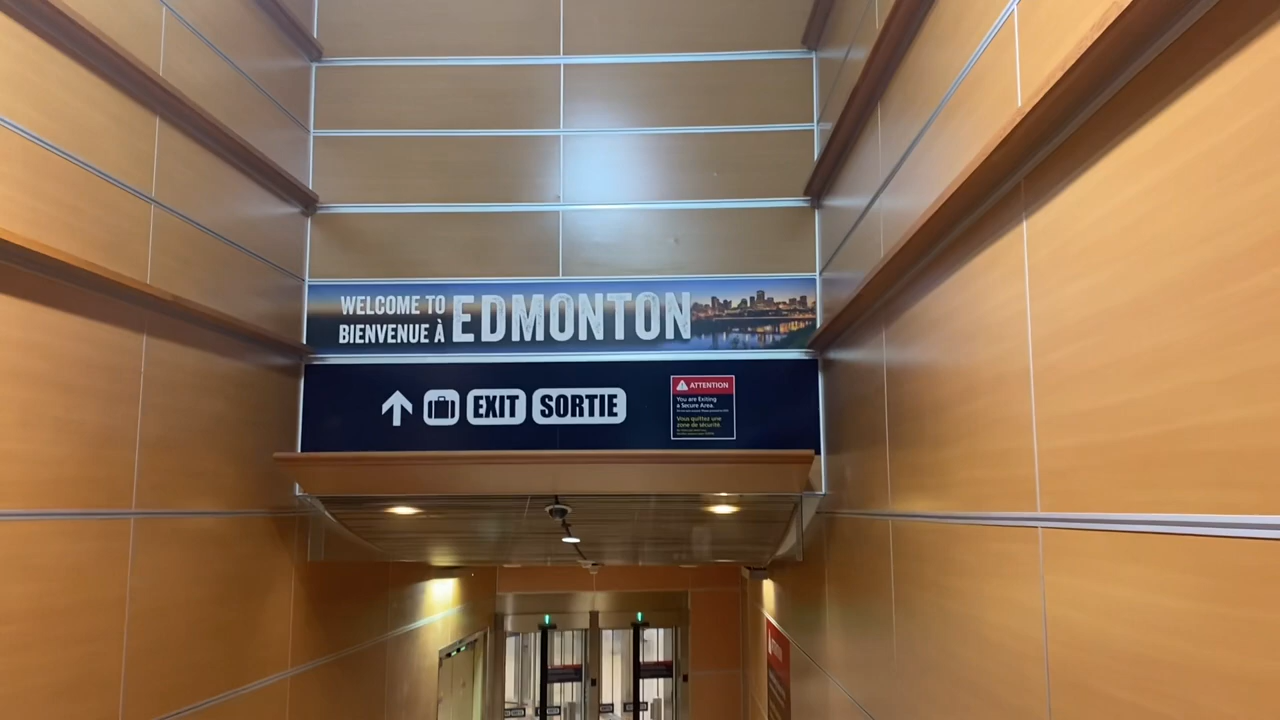 WELCOME TO
BIENVENUE À
EDMONTON
EXIT SORTIE
ATTENTION
You are Exiting
a Secure Area.
Vous quittez une
zone de sécurité.